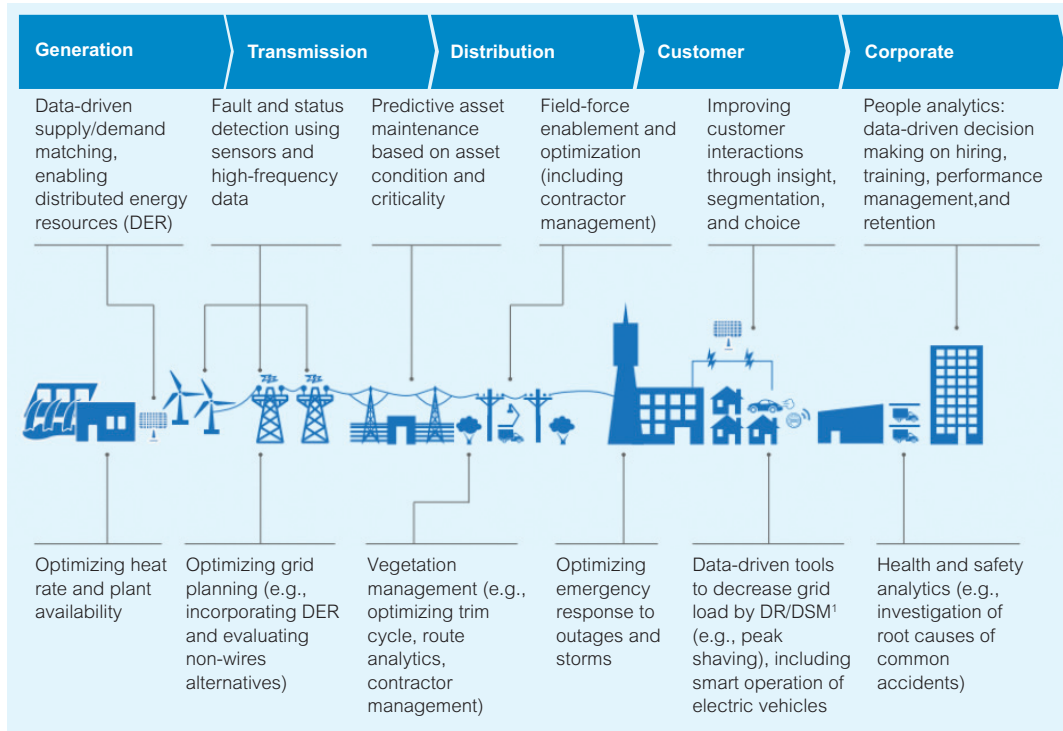 Generation
Transmission
Distribution
Customer
Corporate
Data-driven
supply/demand
matching,
enabling
distributed energy
resources (DER)
Fault and status
detection using
sensors and
high-frequency
data
Predictive asset
maintenance
based on asset
condition and
criticality
Field-force
enablement and
optimization
(including
contractor
management)
Improving
customer
interactions
through insight,
segmentation,
and choice
People analytics:
data-driven decision
making on hiring,
training, performance
management,and
retention
Optimizing heat
rate and plant
availability
Optimizing grid
planning (e.g.,
incorporating DER
and evaluating
non-wires
alternatives)
Vegetation
management (e.g.,
optimizing trim
cycle, route
analytics,
contractor
management)
Optimizing
emergency
response to
outages and
storms
Data-driven tools
to decrease grid
load by DR/DSM¹
(e.g., peak
shaving), including
smart operation of
electric vehicles
Health and safety
analytics (e.g.,
investigation of
root causes of
common
accidents)